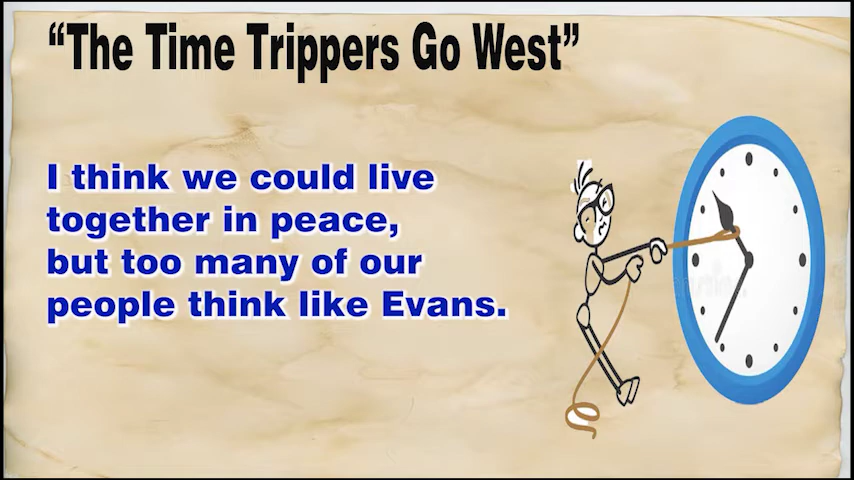 “The Time Trippers Go West”
I think we could live
together in peace,
but too many of our
people think like Evans.